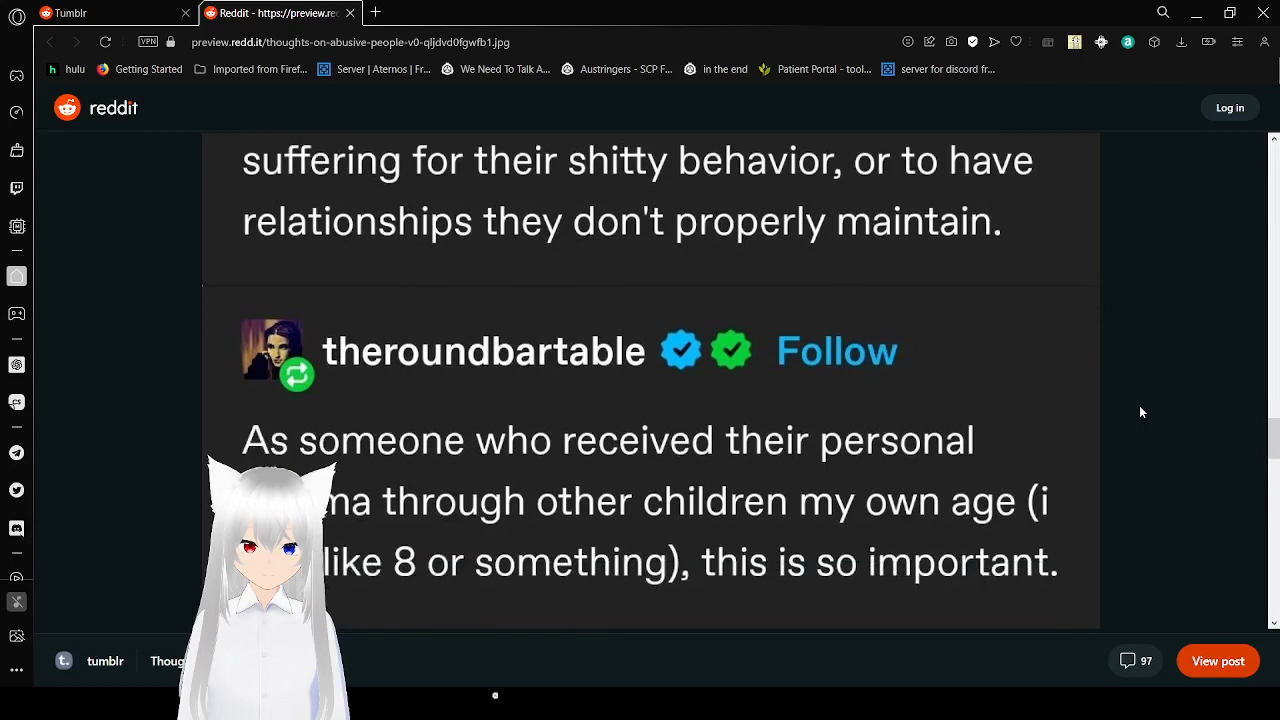 Tumblr
Reddit - https://preview.red
VPN
preview.redd.it/thoughts-on-abusive-people-v0-qljdvd0fgwfb1.jpg
hulu
Getting Started
Imported from Firef...
Server | Aternos | Fr...
We Need To Talk A...
Austringers - SCP F...
in the end
Patient Portal - tool...
server for discord fr...
reddit
Log in
suffering for their shitty behavior, or to have
relationships they don't properly maintain.
theroundbartable Follow
As someone who received their personal
ma through other children my own age (i
like 8 or something), this is so important.
tumblr
Thoug
97
View post